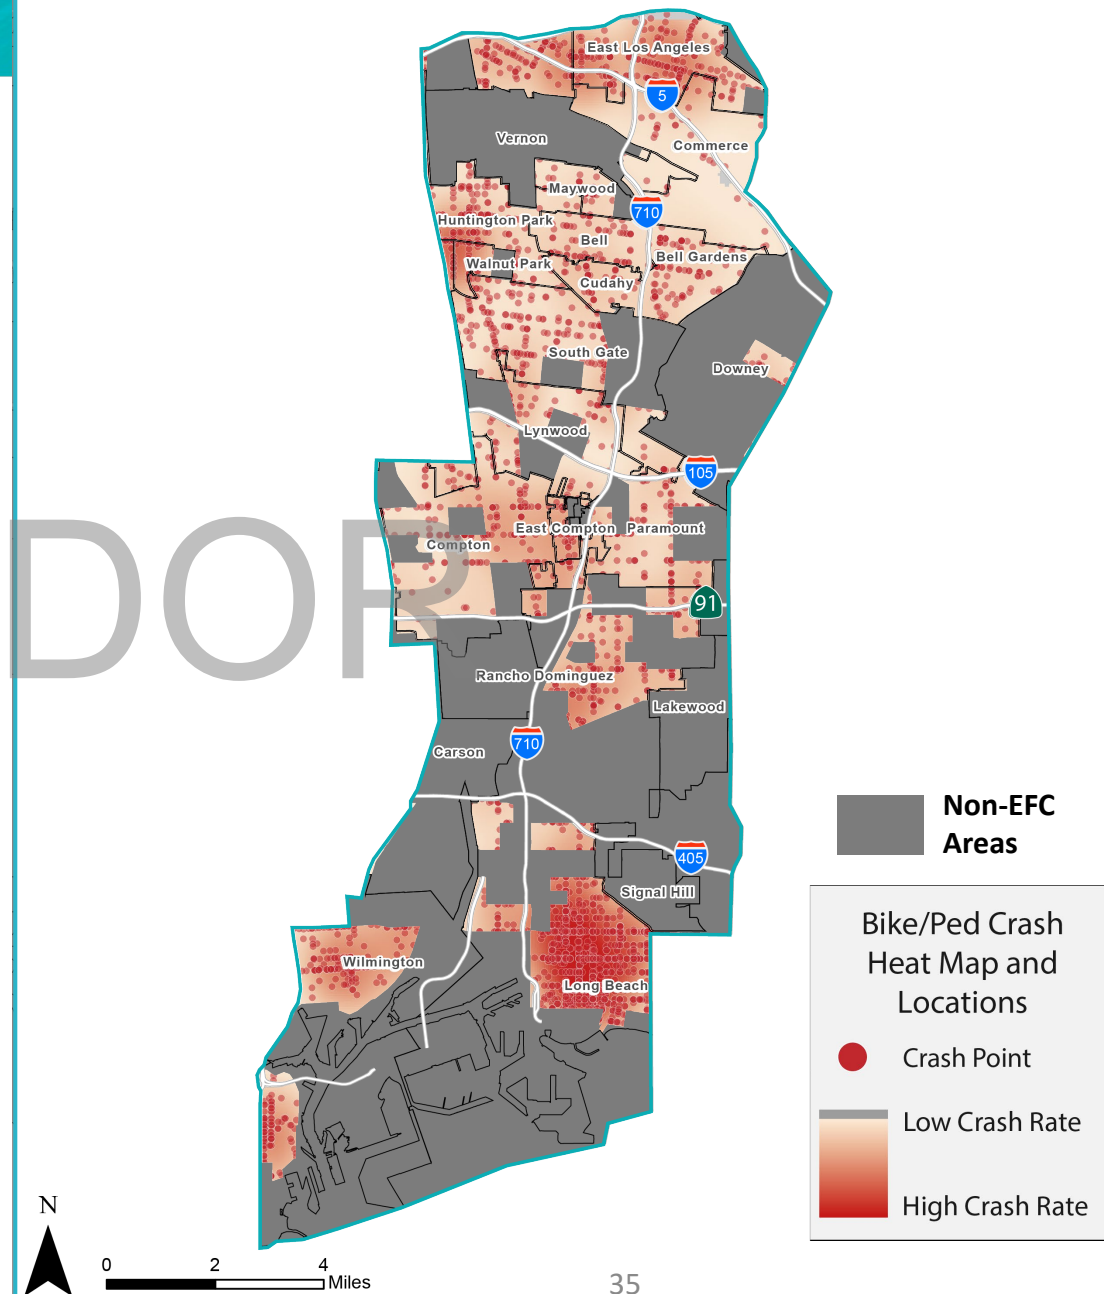 East Los Angeles
5
Vernon
Commerce
Maywood
710
Huntington Park
Bell
Bell Gardens
Walnut Park
Cudahy
South Gate
Downey
Lynwood
105
DOR
East Compton
Paramount
Compton
91
Rancho Dominguez
Lakewood
710
Carson
Non-EFC
Areas
405
Signal Hill
Bike/Ped Crash
Heat Map and
Locations
Wilmington
Long Beach
Crash Point
Low Crash Rate
High Crash Rate
N
0 2 4
Miles
35